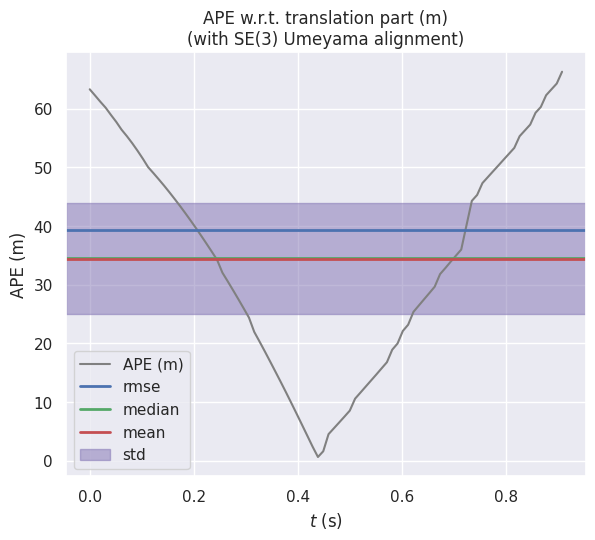 APE w.r.t. translation part (m)
(with SE(3) Umeyama alignment)
APE (m)
60
50
40
30
20
10
0
APE (m)
rmse
median
mean
std
0.0 0.2 0.4 0.6 0.8
t (s)